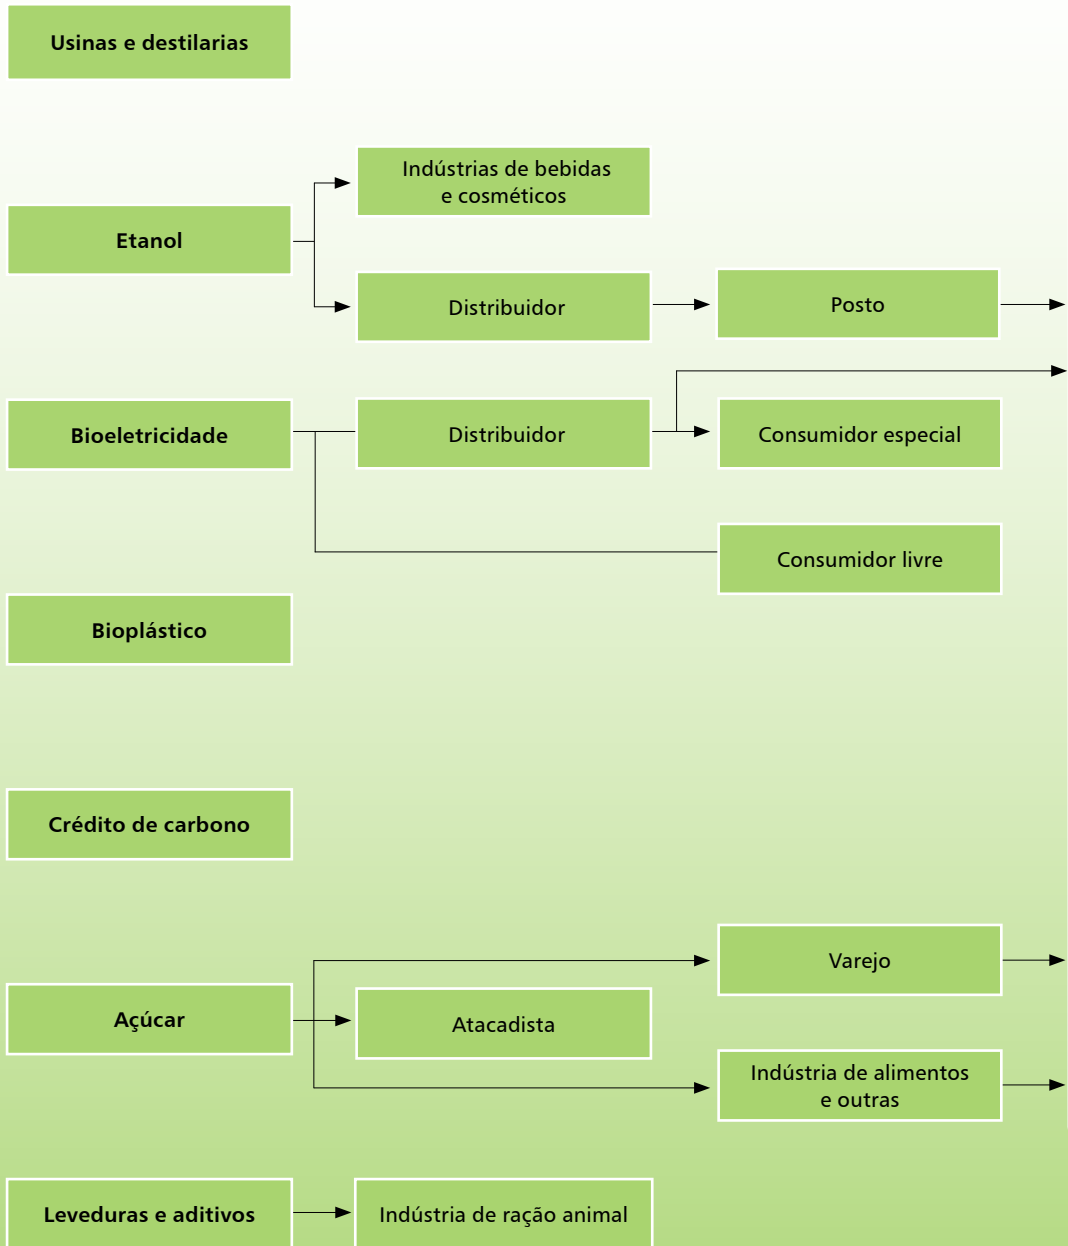 Usinas e destilarias
Indústrias de bebidas
e cosméticos
Etanol
Distribuidor
Posto
Bioeletricidade
Distribuidor
Consumidor especial
Consumidor livre
Bioplástico
Crédito de carbono
Varejo
Açúcar
Atacadista
Indústria de alimentos
e outras
Leveduras e aditivos
Indústria de ração animal